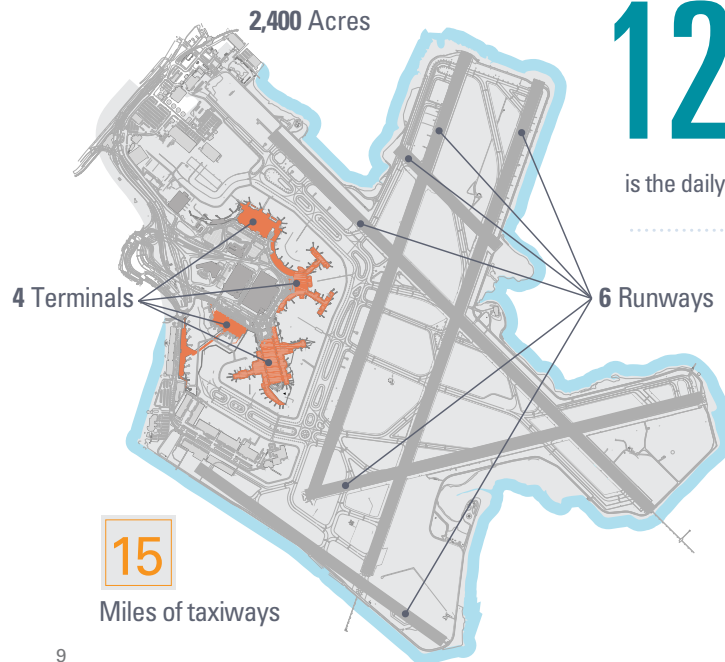 2,400 Acres
12
is the daily
4 Terminals
6 Runways
15
Miles of taxiways
9